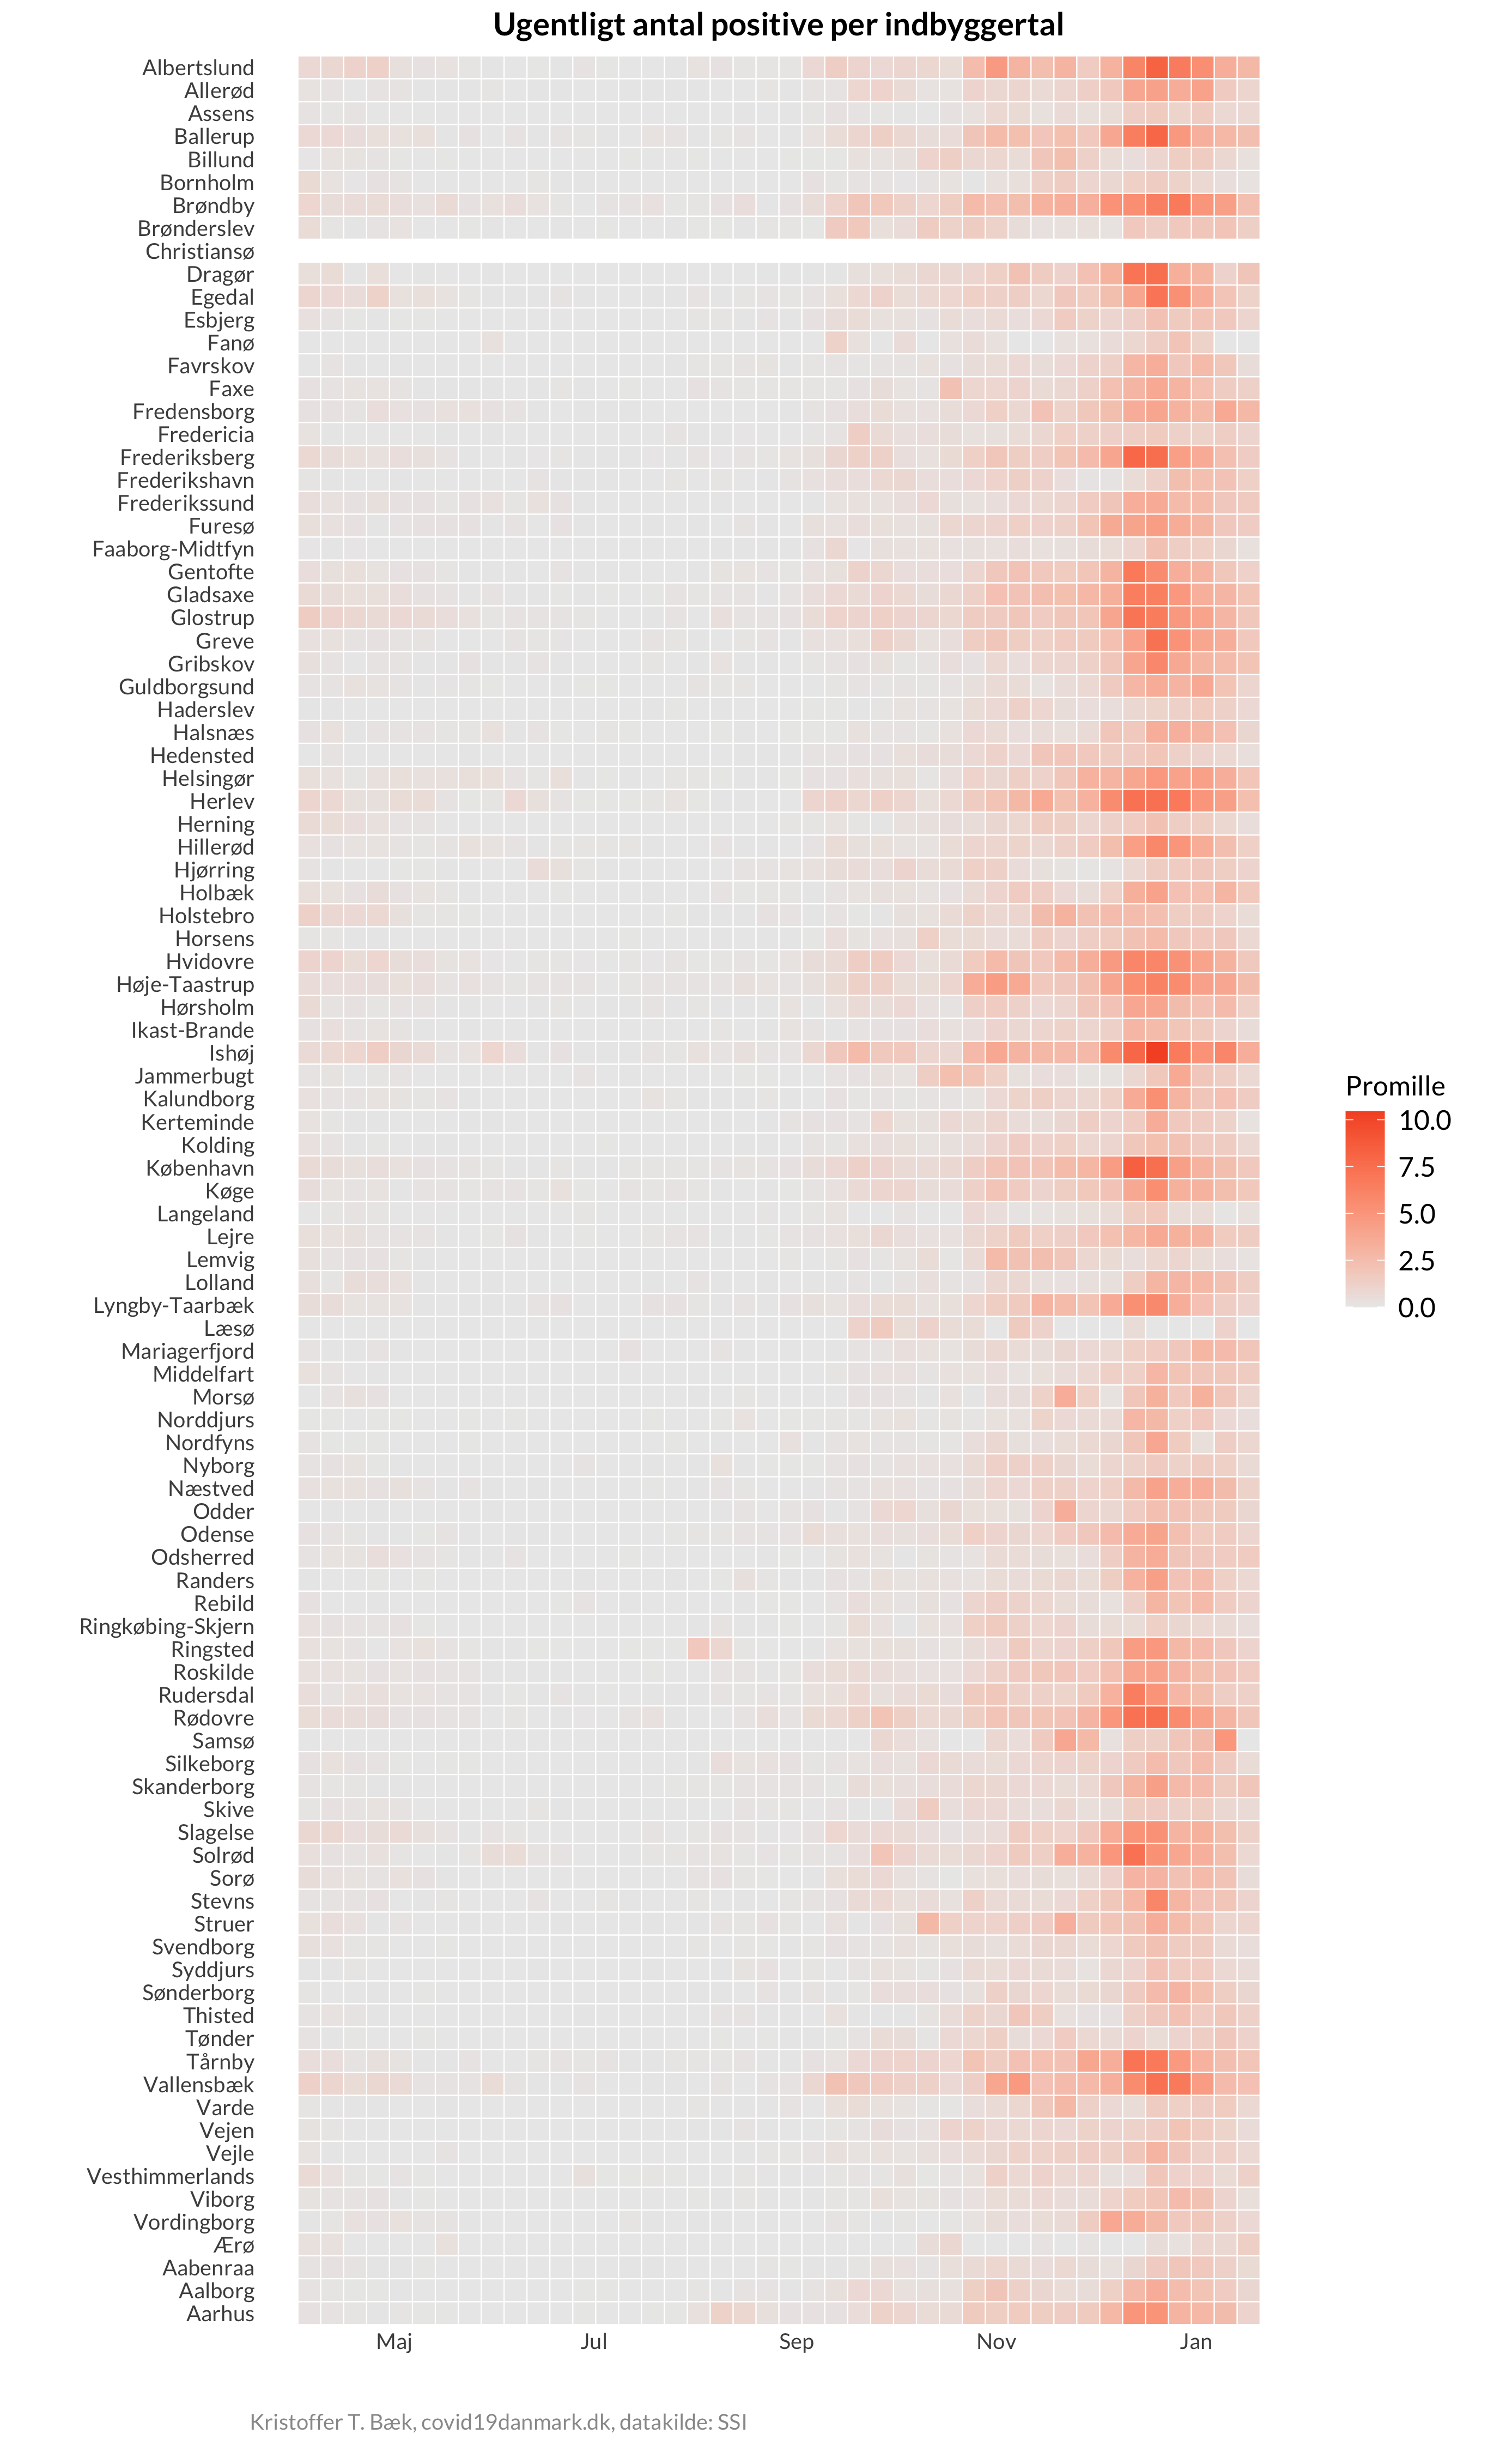 Ugentligt antal positive per indbyggertal
Albertslund
Allerød
Assens
Ballerup
Billund
Bornholm
Brøndby
Brønderslev
Christiansø
Dragør
Egedal
Esbjerg
Fanø
Favrskov
Faxe
Fredensborg
Fredericia
Frederiksberg
Frederikshavn
Frederikssund
Furesø
Faaborg-Midtfyn
Gentofte
Gladsaxe
Glostrup
Greve
Gribskov
Guldborgsund
Haderslev
Halsnæs
Hedensted
Helsingør
Herlev
Herning
Hillerød
Hjørring
Holbæk
Holstebro
Horsens
Hvidovre
Høje-Taastrup
Hørsholm
Ikast-Brande
Ishøj
Jammerbugt
Kalundborg
Kerteminde
Kolding
København
Køge
Langeland
Lejre
Lemvig
Lolland
Lyngby-Taarbæk
Læsø
Mariagerfjord
Middelfart
Morsø
Norddjurs
Nordfyns
Nyborg
Næstved
Odder
Odense
Odsherred
Randers
Rebild
Ringkøbing-Skjern
Ringsted
Roskilde
Rudersdal
Rødovre
Samsø
Silkeborg
Skanderborg
Skive
Slagelse
Solrød
Sorø
Stevns
Struer
Svendborg
Syddjurs
Sønderborg
Thisted
Tønder
Tårnby
Vallensbæk
Varde
Vejen
Vejle
Vesthimmerlands
Viborg
Vordingborg
Ærø
Aabenraa
Aalborg
Aarhus
Maj Jul Sep Nov Jan
Promille
10.0
7.5
5.0
2.5
0.0
Kristoffer T. Bæk, covid19danmark.dk, datakilde: SSI